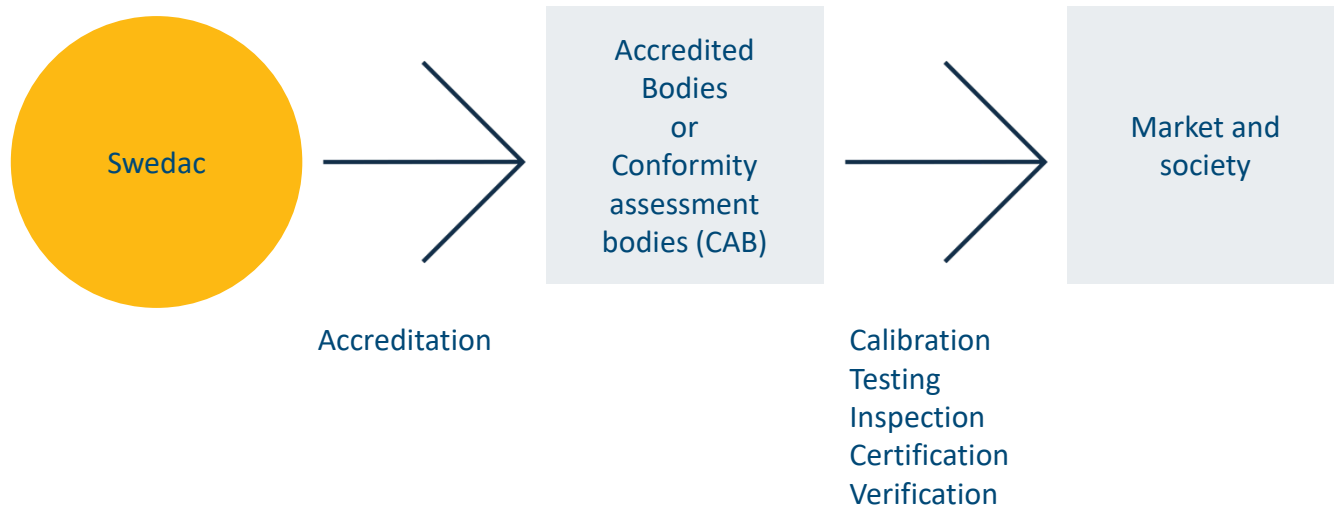 Swedac
Accreditation
Accredited
Bodies
or
Conformity
assessment
bodies (CAB)
Calibration
Testing
Inspection
Certification
Verification
Market and
society